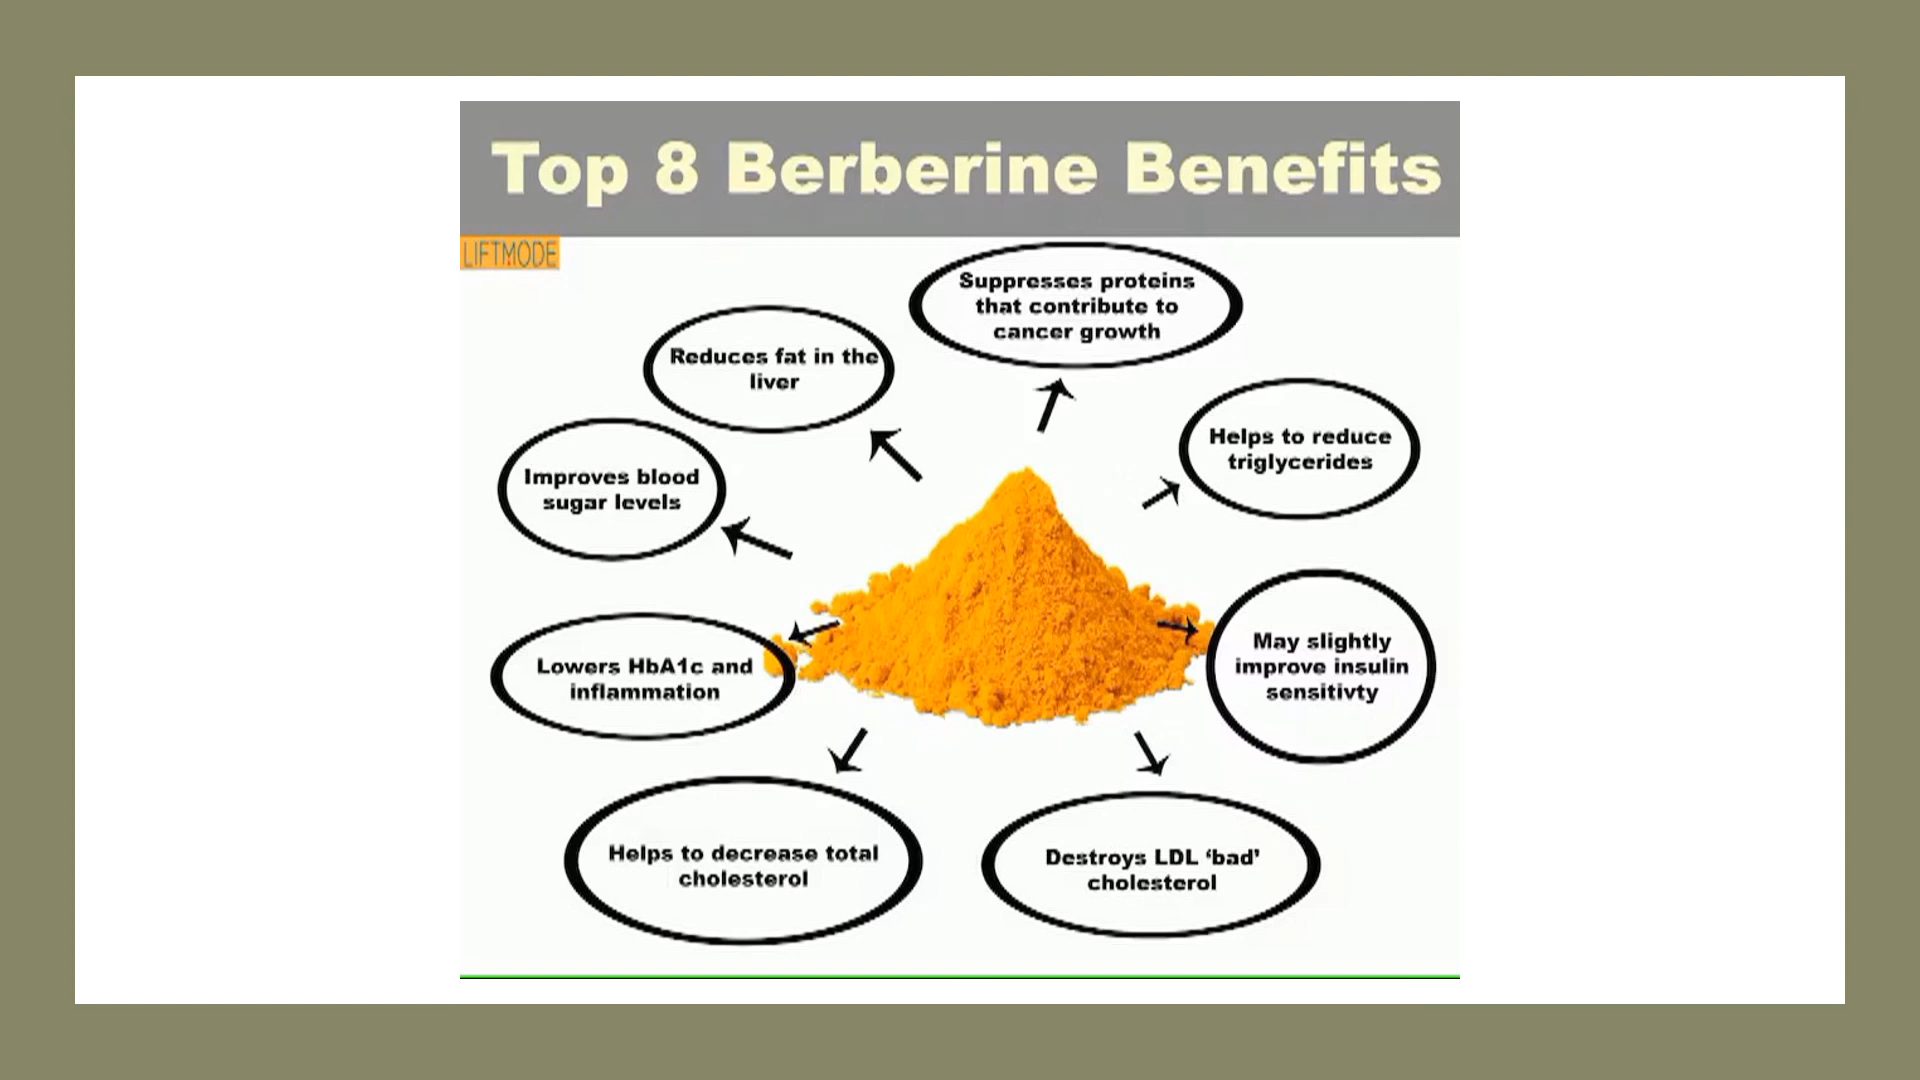 Top 8 Berberine Benefits
LIFTMODE
Suppresses proteins
that contribute to
cancer growth
Reduces fat in the
liver
Helps to reduce
triglycerides
Improves blood
sugar levels
May slightly
improve insulin
sensitivty
Lowers HbA1c and
inflammation
Helps to decrease total
cholesterol
Destroys LDL ‘bad’
cholesterol